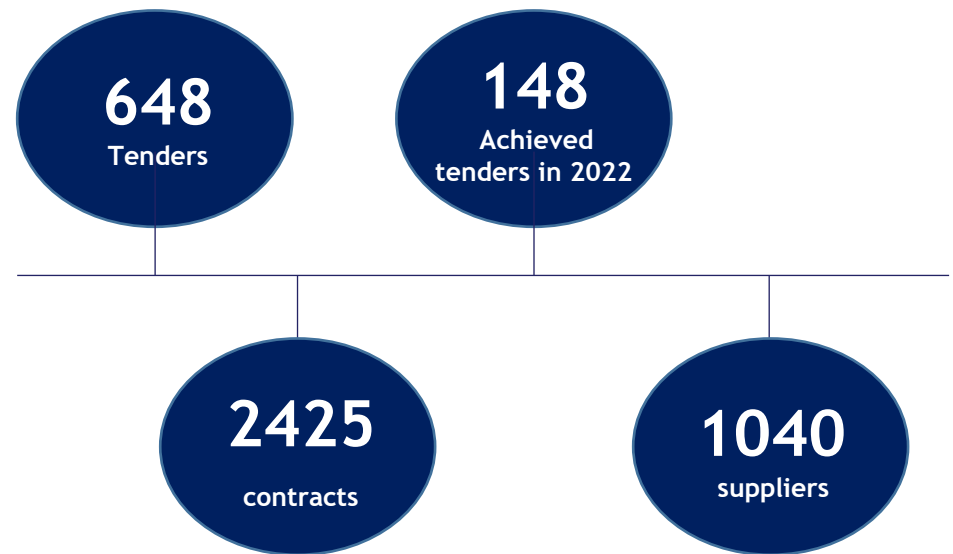 648
Tenders
148
Achieved
tenders in 2022
2425
contracts
1040
suppliers